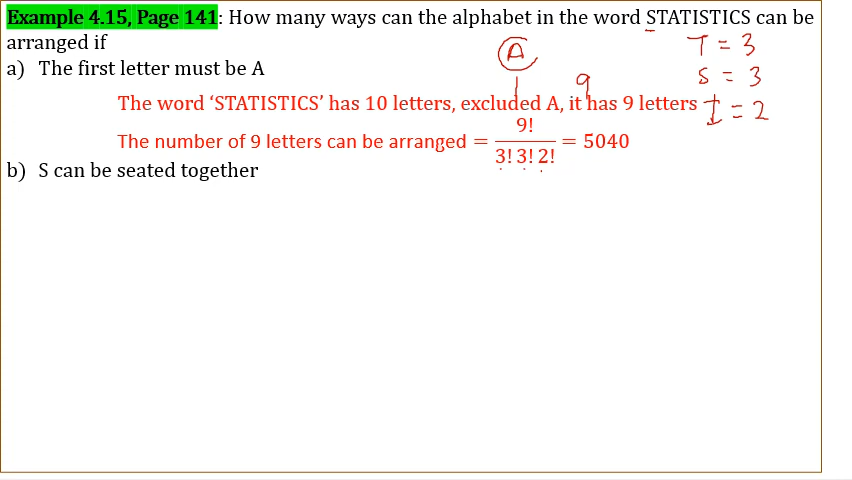 Example 4.15, Page 141: How many ways can the alphabet in the word STATISTICS can be
arranged if
A
T = 3
a) The first letter must be A
S = 3
1 9
The word ‘STATISTICS’ has 10 letters, excluded A, it has 9 letters
I = 2
The number of 9 letters can be arranged = 9! / 3! 3! 2! = 5040
b) S can be seated together